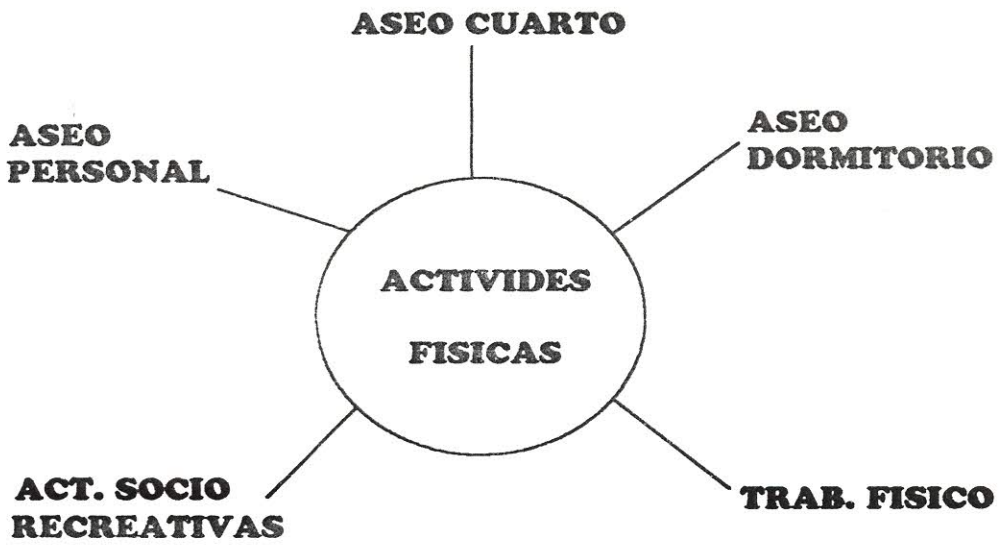 ASEO CUARTO
ASEO
PERSONAL
ASEO
DORMITORIO
ACTIVIDES
FISICAS
ACT. SOCIO
RECREATIVAS
TRAB. FISICO